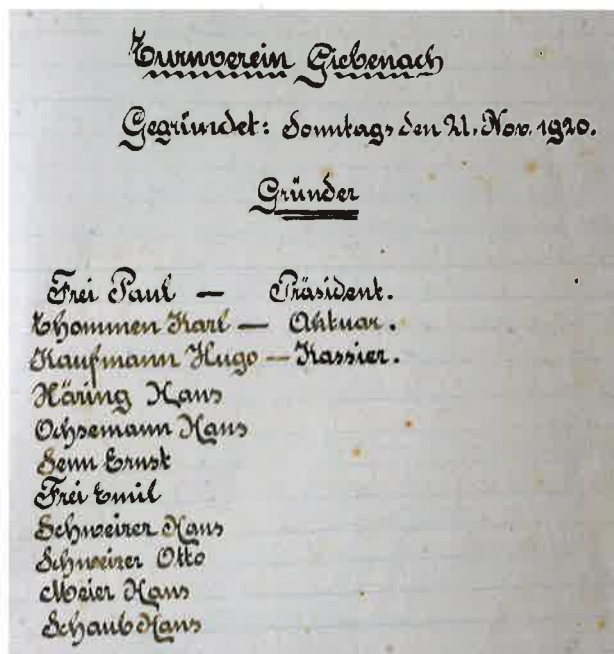 Turnverein Giebenach
Gegründet: Sonntags den 21. Nov. 1920.
Gründer
Frei Paul — Präsident.
Thommen Karl — Aktuar.
Kaufmann Hugo — Kassier.
Häring Hans
Ochsemann Hans
Senn Ernst
Frei Emil
Schweizer Hans
Schweizer Otto
Meier Hans
Schaub Hans